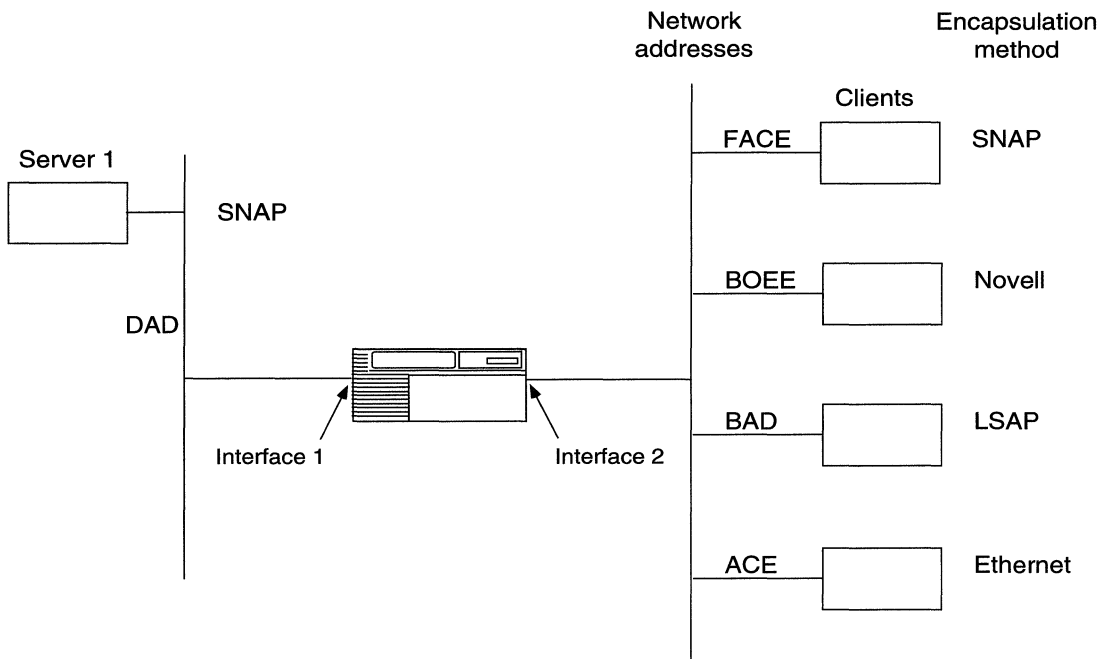 Network
addresses
Encapsulation
method
Clients
Server 1
FACE
SNAP
SNAP
BOEE
Novell
DAD
BAD
LSAP
Interface 1
Interface 2
ACE
Ethernet